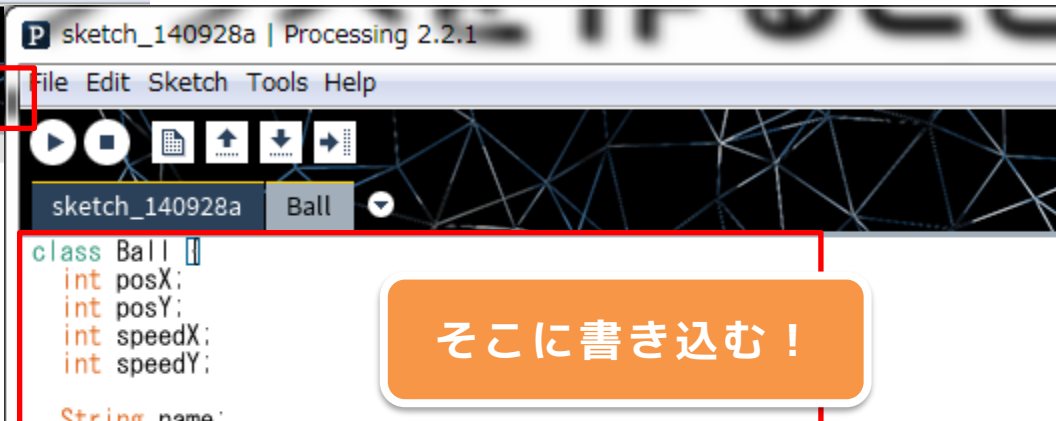 sketch_140928a | Processing 2.2.1
File Edit Sketch Tools Help
sketch_140928a Ball
class Ball {
int posX;
int posY;
int speedX;
int speedY;
String name;
そこに書き込む!